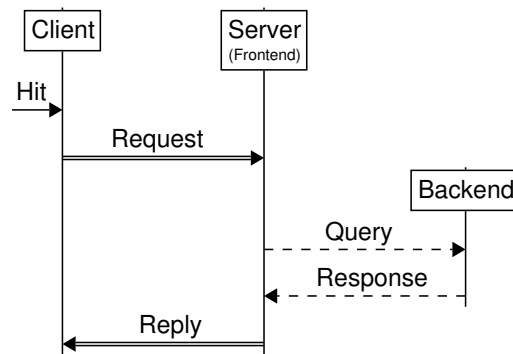 Client
Server
(Frontend)
Hit
Request
Backend
Query
Response
Reply